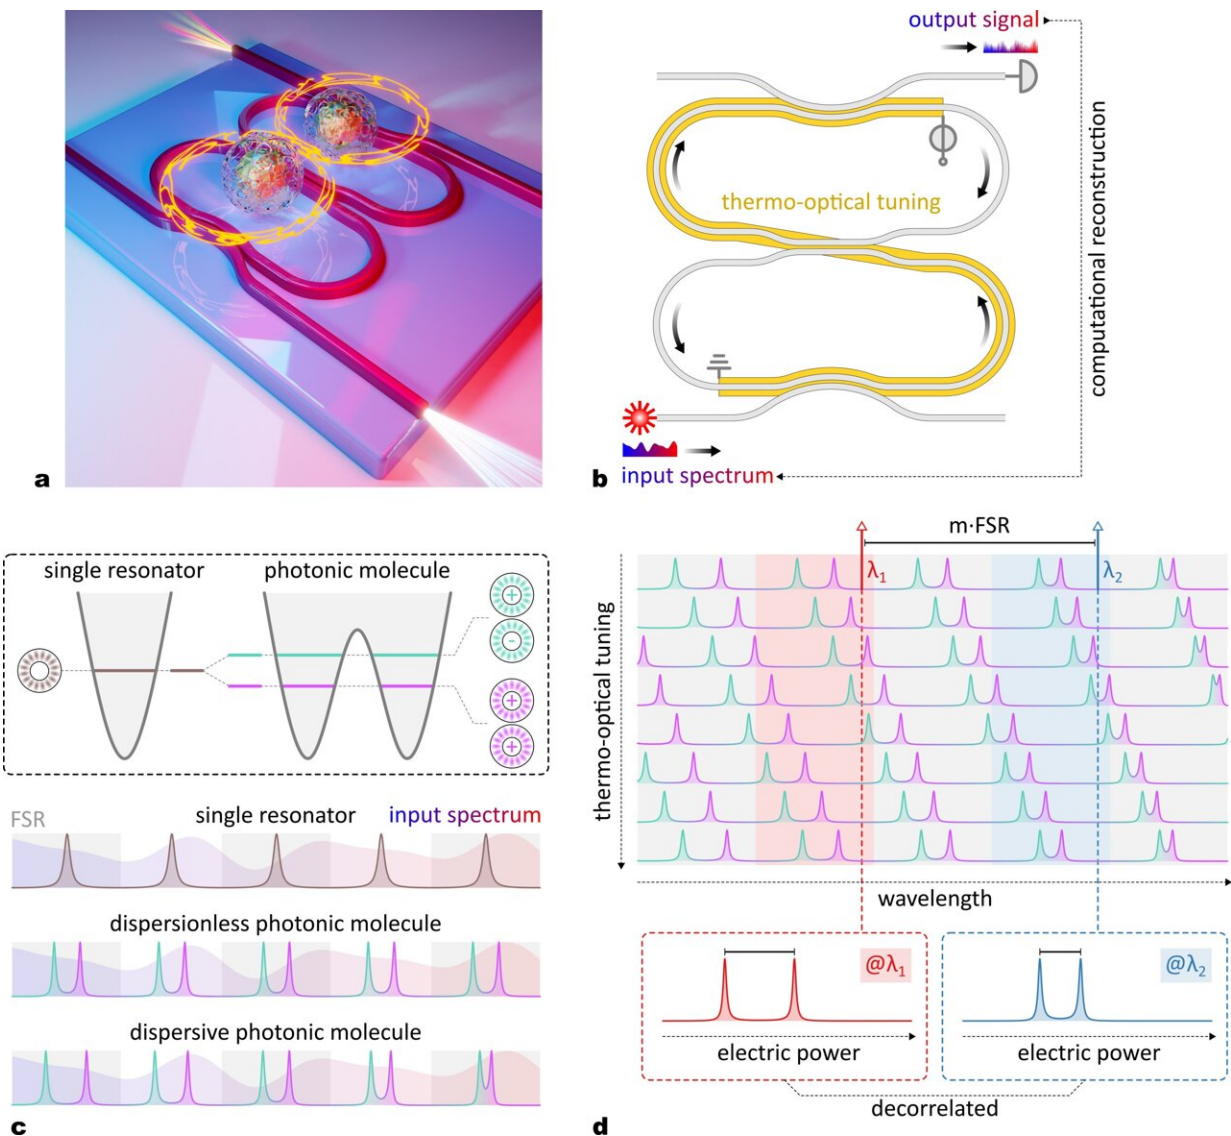 a
output signal
thermo-optical tuning
computational reconstruction
b
input spectrum
single resonator
photonic molecule
+
-
+
+
FSR
single resonator
input spectrum
dispersionless photonic molecule
dispersive photonic molecule
c
m·FSR
λ1
λ2
thermo-optical tuning
wavelength
@λ1
@λ2
electric power
electric power
decorrelated
d